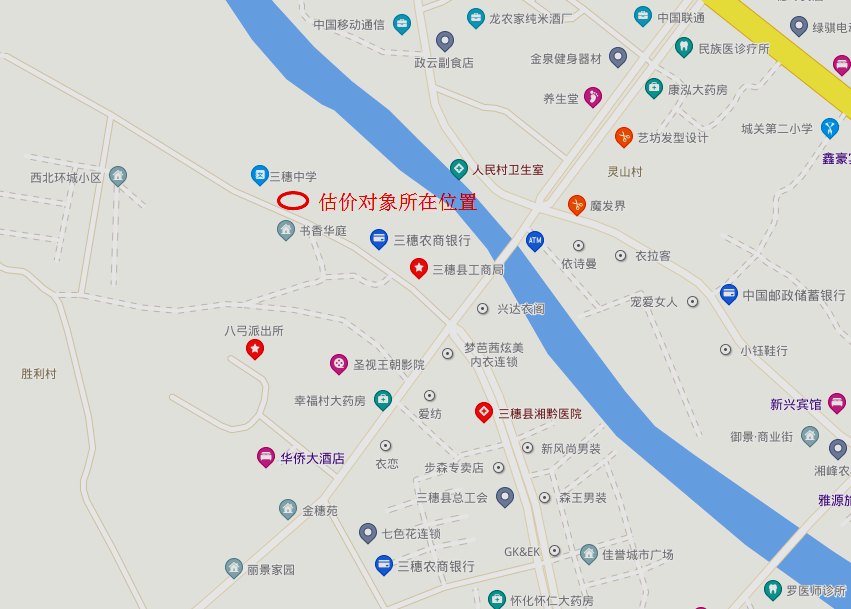 中国移动通信
龙农家纯米酒厂
中国联通
绿骐电动
政云副食店
金泉健身器材
民族医诊疗所
养生堂
康泓大药房
艺坊发型设计
城关第二小学
鑫豪宾
西北环城小区
三穗中学
人民村卫生室
灵山村
估价对象所在位置
魔发界
书香华庭
三穗农商银行
ATM
依诗曼
衣拉客
三穗县工商局
兴达衣阁
宠爱女人
中国邮政储蓄银行
八弓派出所
梦芭茜炫美
内衣连锁
小钰鞋行
胜利村
圣视王朝影院
幸福村大药房
爱纺
三穗县湘黔医院
新兴宾馆
御景·商业街
华侨大酒店
衣恋
步森专卖店
新风尚男装
湘峰农
三穗县总工会
森王男装
雅源旅
金穗苑
七色花连锁
GK&EK
佳誉城市广场
丽景家园
三穗农商银行
怀化怀仁大药房
罗医师诊所